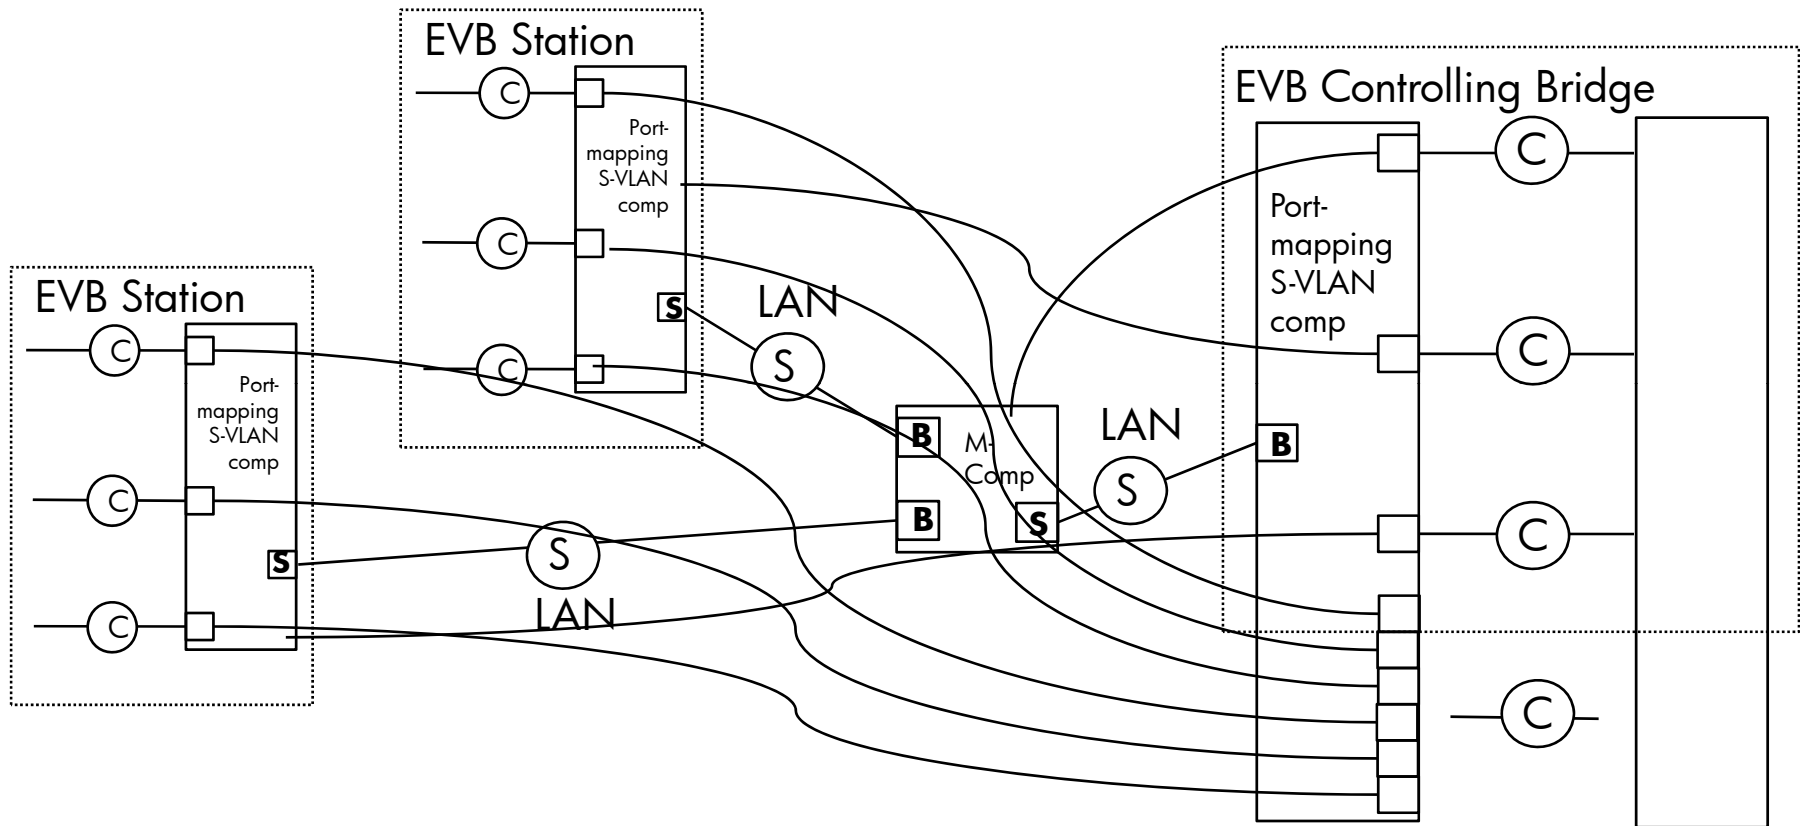 EVB Station
C
Port-
mapping
S-VLAN
comp
C
S
C
LAN
S
EVB Station
C
Port-
mapping
S-VLAN
comp
C
S
C
S
LAN
B
M-
Comp
B
S
LAN
S
EVB Controlling Bridge
C
Port-
mapping
S-VLAN
comp
C
B
C
C